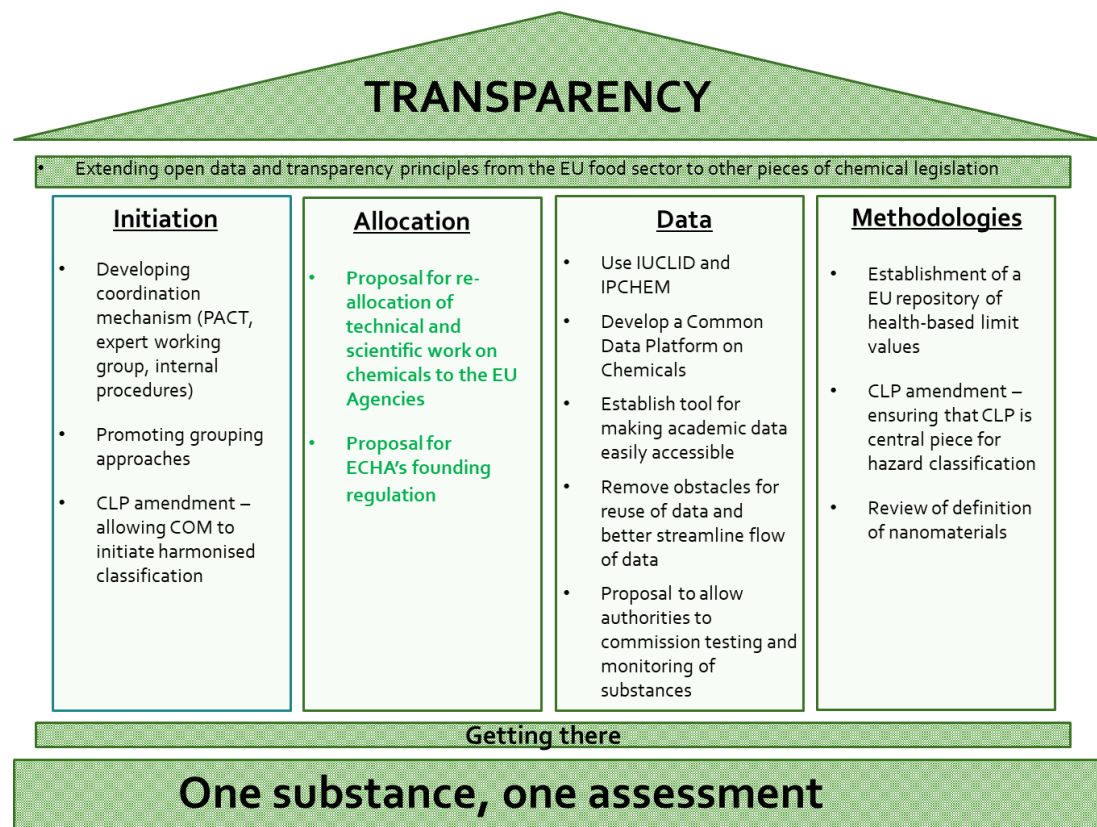 TRANSPARENCY
• Extending open data and transparency principles from the EU food sector to other pieces of chemical legislation
Initiation
• Developing
coordination
mechanism (PACT,
expert working
group, internal
procedures)
• Promoting grouping
approaches
• CLP amendment –
allowing COM to
initiate harmonised
classification
Allocation
• Proposal for re-
allocation of
technical and
scientific work on
chemicals to the EU
Agencies
• Proposal for
ECHA's founding
regulation
Data
• Use IUCLID and
IPCHEM
• Develop a Common
Data Platform on
Chemicals
• Establish tool for
making academic data
easily accessible
• Remove obstacles for
reuse of data and
better streamline flow
of data
• Proposal to allow
authorities to
commission testing and
monitoring of
substances
Methodologies
• Establishment of a
EU repository of
health-based limit
values
• CLP amendment –
ensuring that CLP is
central piece for
hazard classification
• Review of definition
of nanomaterials
Getting there
One substance, one assessment